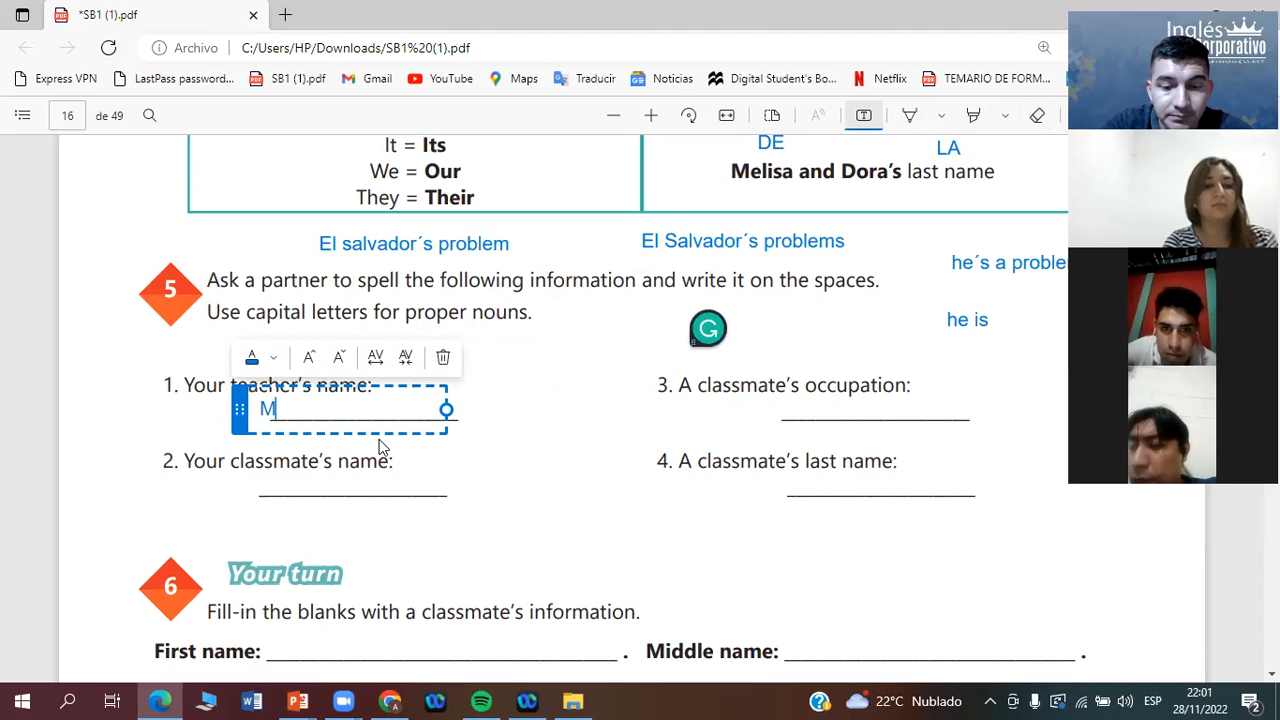 *SB1 (1).pdf
Archivo C:/Users/HP/Downloads/SB1%20(1).pdf
Express VPN LastPass password... SB1 (1).pdf Gmail YouTube Maps Traducir Noticias Digital Student's Bo... Netflix TEMARIO DE FORM...
16 de 49
Inglés
Corporativo
It = Its
We = Our
They = Their
DE LA
Melisa and Dora's last name
El salvador´s problem
El Salvador´s problems
he´s a proble
he is
5 Ask a partner to spell the following information and write it on the spaces.
Use capital letters for proper nouns.
1. Your teacher's name:
M
2. Your classmate's name:
3. A classmate's occupation:
4. A classmate's last name:
6 Your turn
Fill-in the blanks with a classmate's information.
First name: . Middle name: .
22°C Nublado ESP 22:01
28/11/2022 2